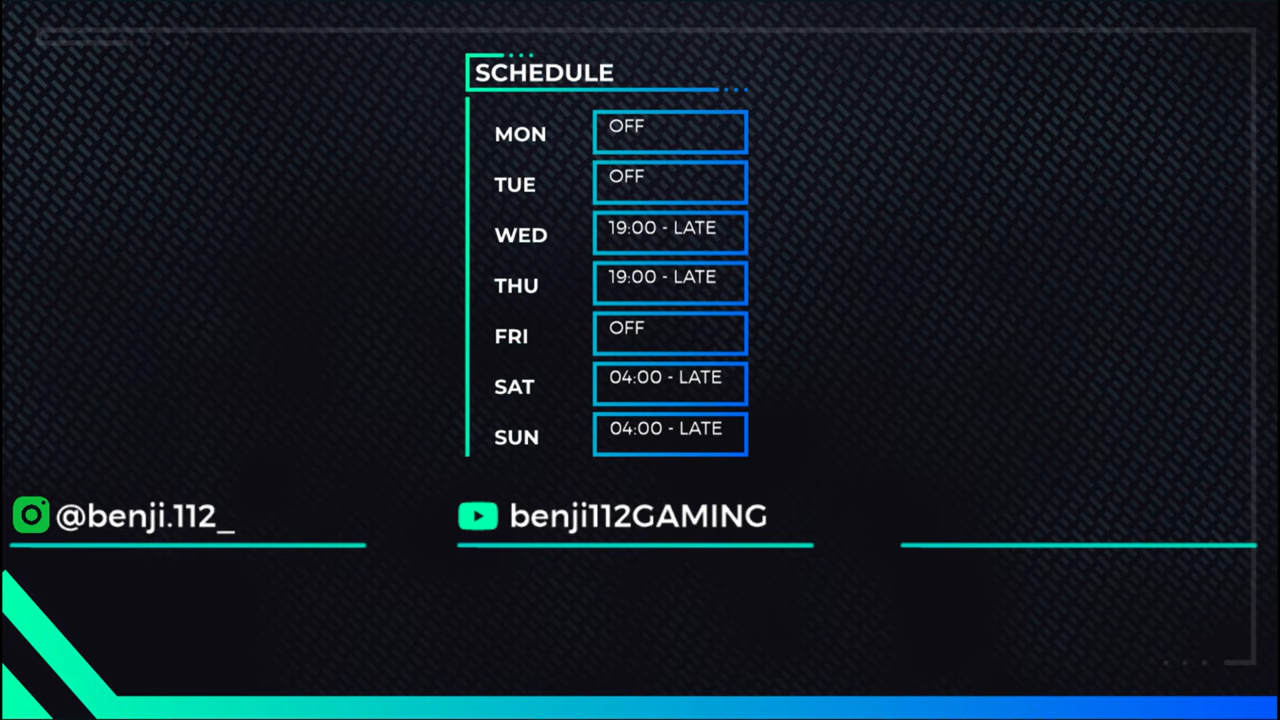 SCHEDULE
MON OFF
TUE OFF
WED 19:00 - LATE
THU 19:00 - LATE
FRI OFF
SAT 04:00 - LATE
SUN 04:00 - LATE
@benji.112_ benji112GAMING